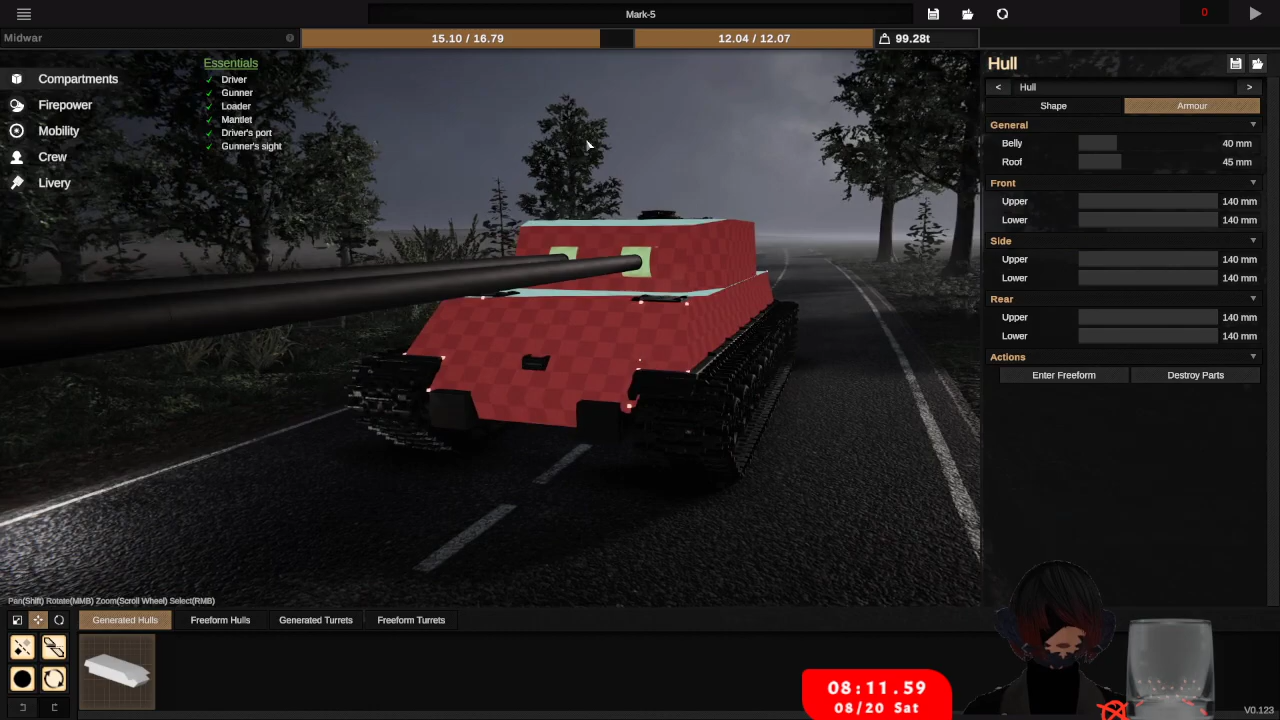 Mark-5
0
Midwar
15.10 / 16.79
12.04 / 12.07
99.28t
Compartments
Firepower
Mobility
Crew
Livery
Essentials
Driver
Gunner
Loader
Mantlet
Driver's port
Gunner's sight
Hull
< Hull >
Shape Armour
General
Belly 40 mm
Roof 45 mm
Front
Upper 140 mm
Lower 140 mm
Side
Upper 140 mm
Lower 140 mm
Rear
Upper 140 mm
Lower 140 mm
Actions
Enter Freeform Destroy Parts
Pan(Shift) Rotate(MMB) Zoom(Scroll Wheel) Select(RMB)
Generated Hulls Freeform Hulls Generated Turrets Freeform Turrets
08:11.59
08/20 Sat
V0.123